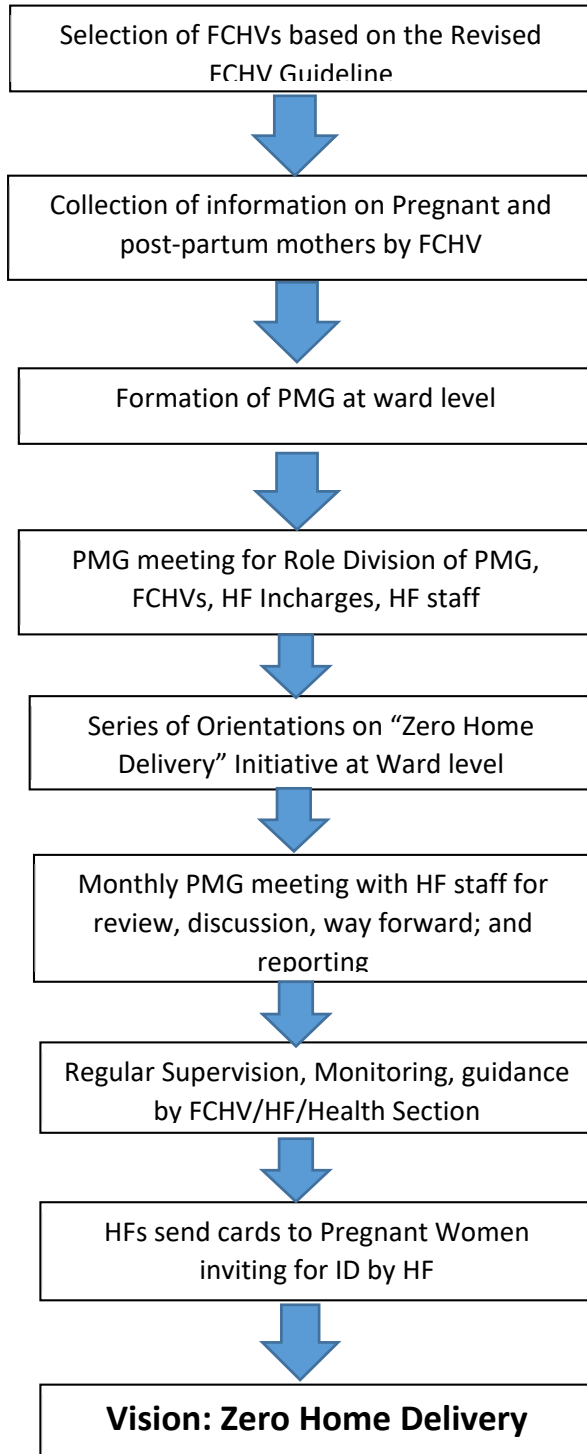 Selection of FCHVs based on the Revised
FCHV Guideline
Collection of information on Pregnant and
post-partum mothers by FCHV
Formation of PMG at ward level
PMG meeting for Role Division of PMG,
FCHVs, HF Incharges, HF staff
Series of Orientations on “Zero Home
Delivery” Initiative at Ward level
Monthly PMG meeting with HF staff for
review, discussion, way forward; and
reporting
Regular Supervision, Monitoring, guidance
by FCHV/HF/Health Section
HFs send cards to Pregnant Women
inviting for ID by HF
Vision: Zero Home Delivery